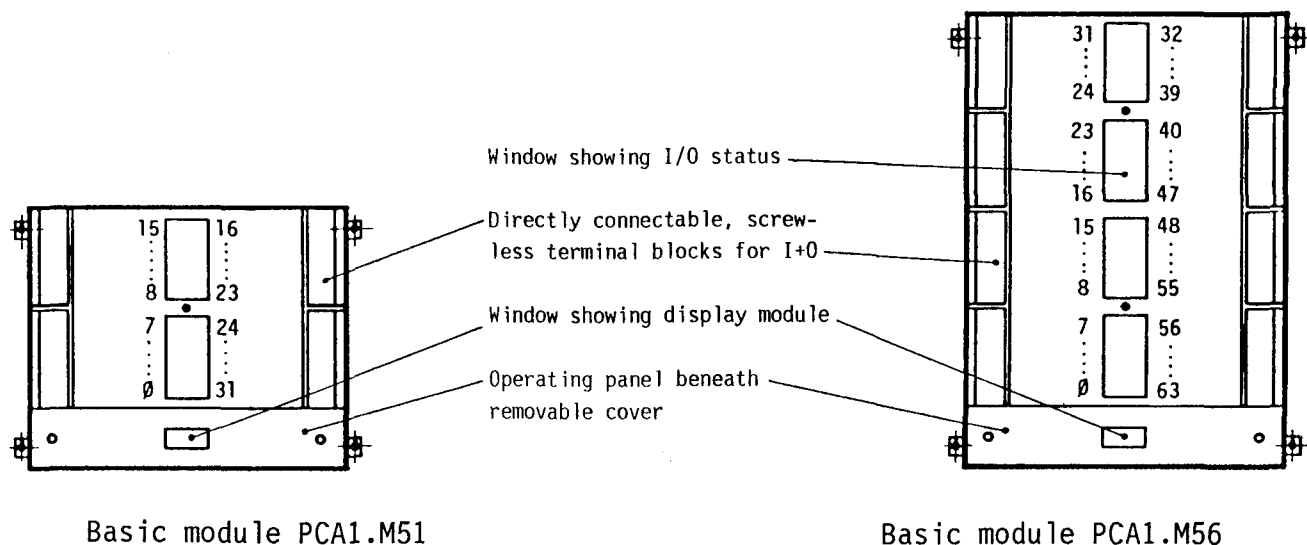 31 32
24 39
23 40
Window showing I/O status
16 47
15 16
Directly connectable, screw-
less terminal blocks for I+O
15 48
8 23
8 55
7 24
Window showing display module
7 56
Ø 31
Operating panel beneath
removable cover
Ø 63
Basic module PCA1.M51
Basic module PCA1.M56